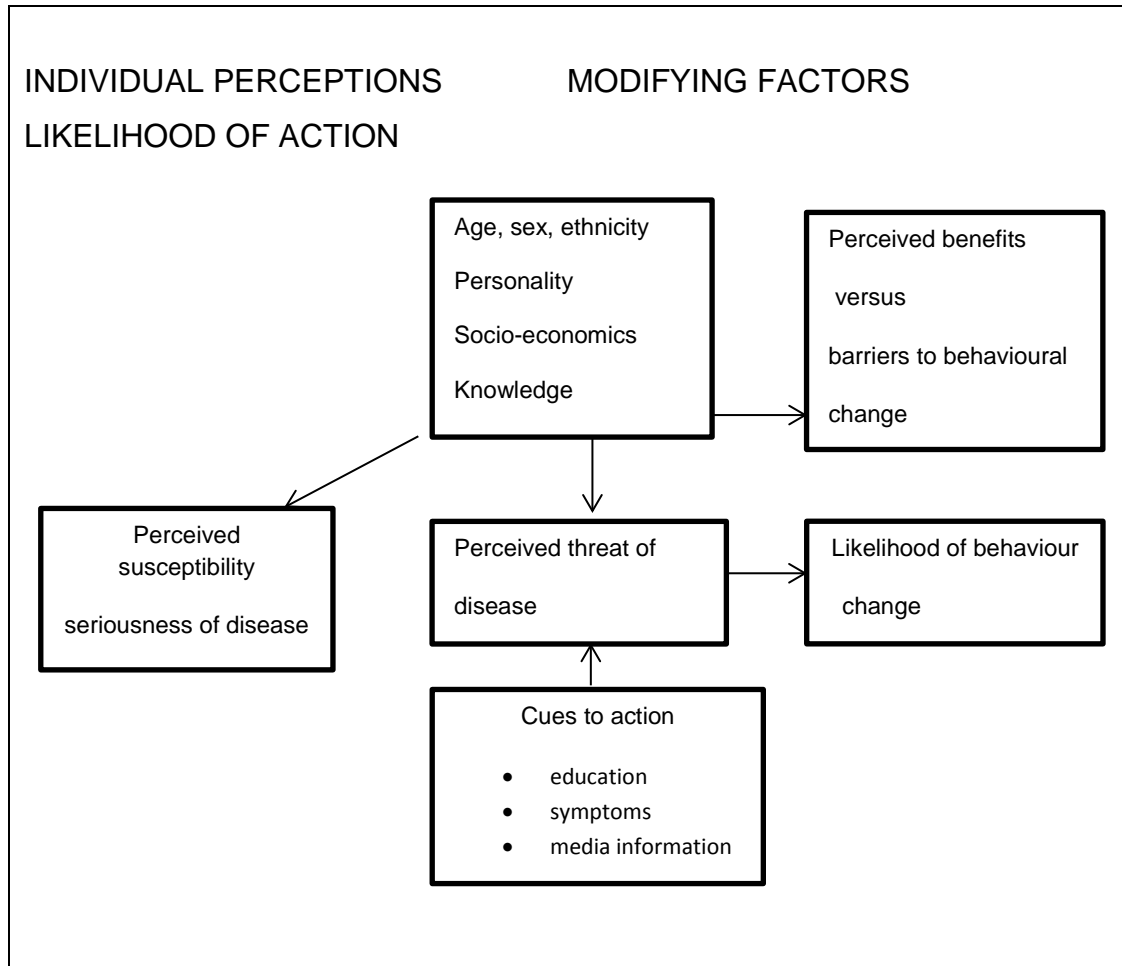 INDIVIDUAL PERCEPTIONS MODIFYING FACTORS
LIKELIHOOD OF ACTION
Age, sex, ethnicity
Personality
Socio-economics
Knowledge
Perceived benefits
versus
barriers to behavioural
change
Perceived
susceptibility
seriousness of disease
Perceived threat of
disease
Likelihood of behaviour
change
Cues to action
• education
• symptoms
• media information